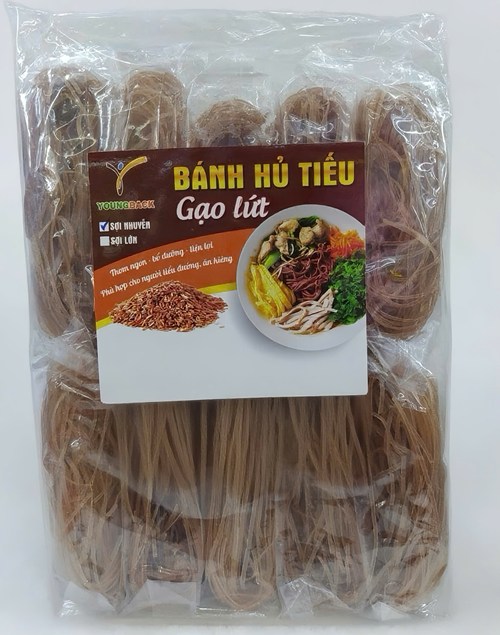 YOUNGBACK
BÁNH HỦ TIẾU
Gạo lứt
SỢI NHUYỄN
SỢI LỚN
Thơm ngon - bổ dưỡng - tiện lợi
Phù hợp cho người tiểu đường, ăn kiêng